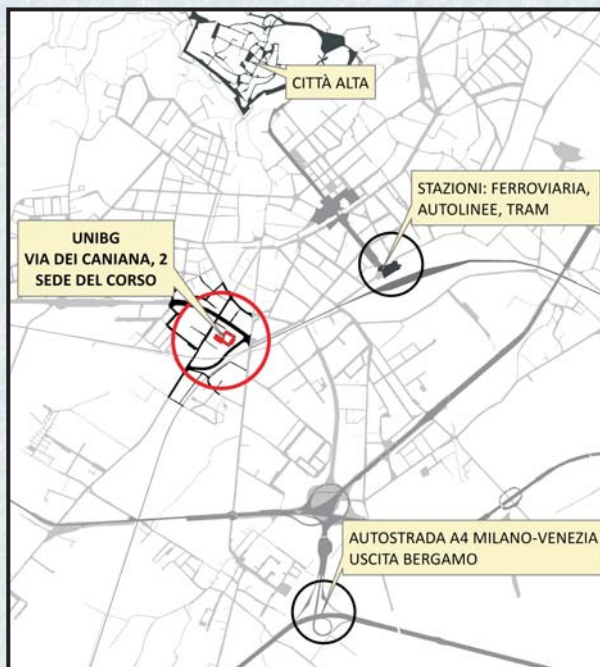 CITTÀ ALTA
STAZIONI: FERROVIARIA,
AUTOLINEE, TRAM
UNIBG
VIA DEI CANIANA, 2
SEDE DEL CORSO
AUTOSTRADA A4 MILANO-VENEZIA
USCITA BERGAMO